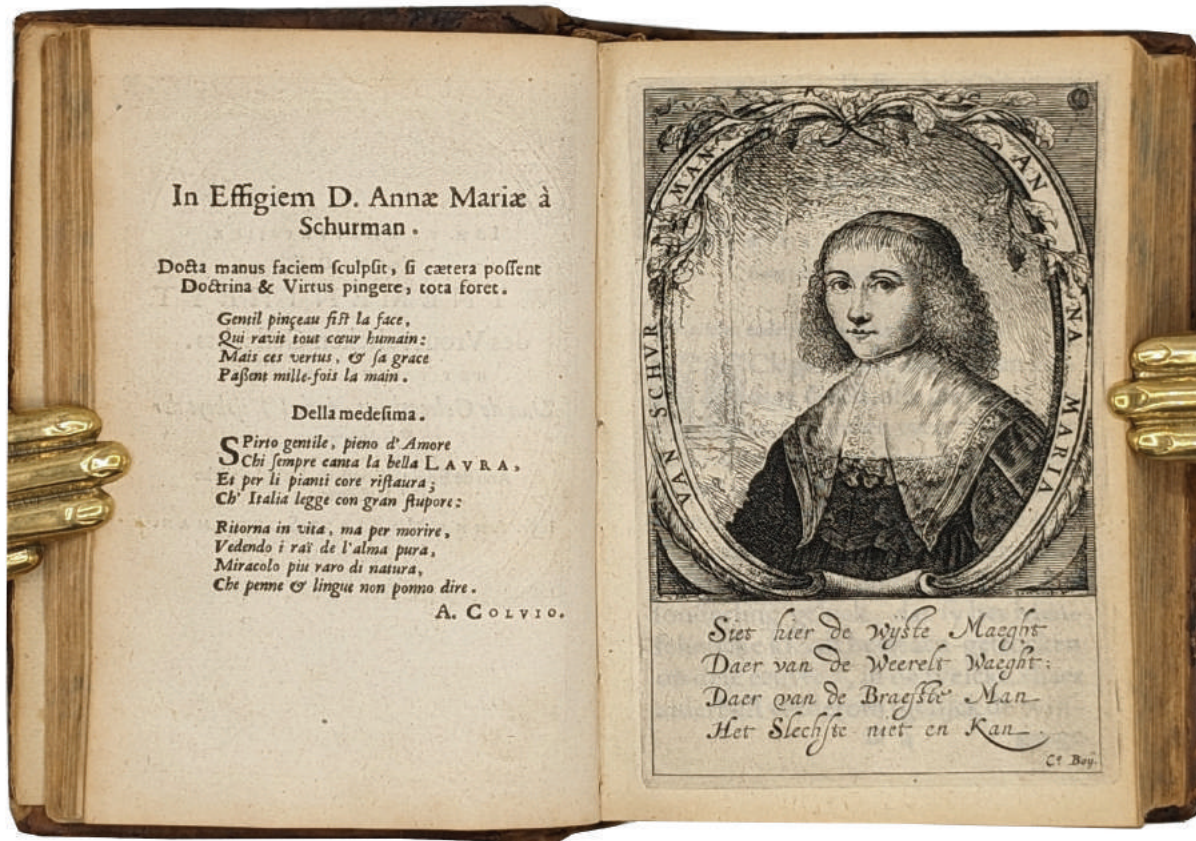 In Effigiem D. Annæ Mariæ à
Schurman.
Docta manus faciem ſculpſit, ſi cætera poſſent
Doctrina & Virtus pingere, tota foret.
Gentil pinçeau fiſt la face,
Qui ravit tout cœur humain:
Mais ces vertus, & ſa grace
Paßent mille-fois la main.
Della medeſima.
SPirto gentile, pieno d'Amore
Chi ſempre canta la bella LAVRA,
Et per li pianti core riſtaura;
Ch' Italia legge con gran ſtupore:
Ritorna in vita, ma per morire,
Vedendo i raï de l'alma pura,
Miracolo piu raro di natura,
Che penne & lingue non ponno dire.
A. COLVIO.
AN NA MARIA VAN SCHVR MAN.
Siet hier de wyſte Maeght
Daer van de Weerelt Waeght:
Daer van de Braefſte Man
Het Slechſte niet en Kan.